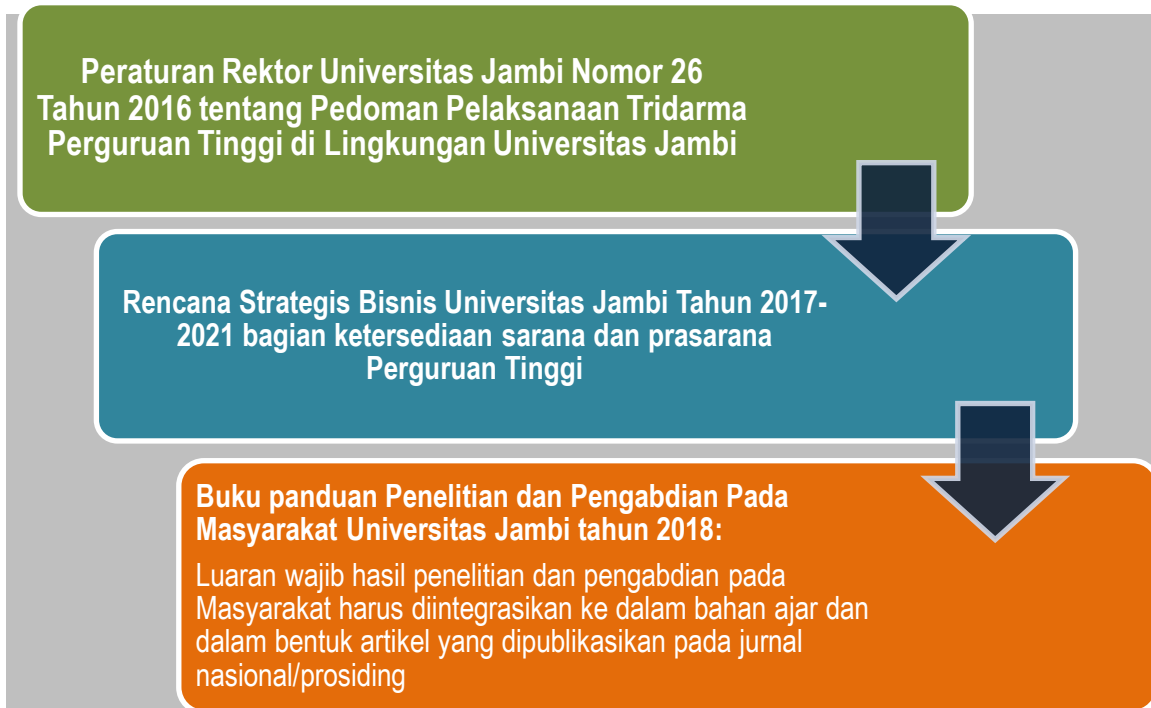 Peraturan Rektor Universitas Jambi Nomor 26
Tahun 2016 tentang Pedoman Pelaksanaan Tridarma
Perguruan Tinggi di Lingkungan Universitas Jambi
Rencana Strategis Bisnis Universitas Jambi Tahun 2017-
2021 bagian ketersediaan sarana dan prasarana
Perguruan Tinggi
Buku panduan Penelitian dan Pengabdian Pada
Masyarakat Universitas Jambi tahun 2018:
Luaran wajib hasil penelitian dan pengabdian pada
Masyarakat harus diintegrasikan ke dalam bahan ajar dan
dalam bentuk artikel yang dipublikasikan pada jurnal
nasional/prosiding